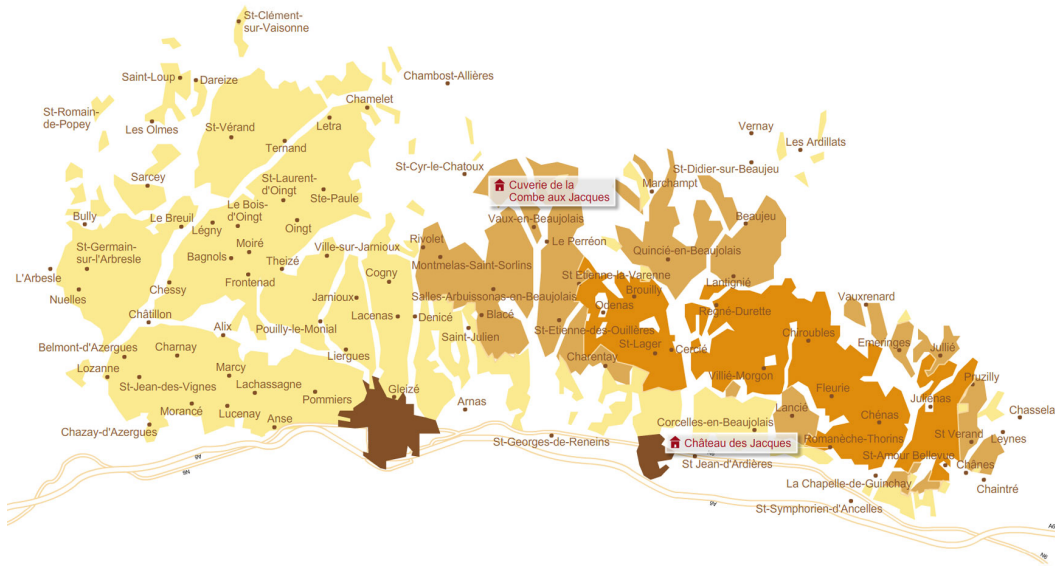 St-Clément-
sur-Vaisonne
Saint-Loup
Dareize
Chambost-Allières
St-Romain-
de-Popey
Les Olmes
St-Vérand
Chamelet
Letra
Ternand
Vernay
Les Ardillats
Sarcey
St-Laurent-
d'Oingt
Ste-Paule
St-Cyr-le-Chatoux
St-Didier-sur-Beaujeu
Marchampt
Cuverie de la
Combe aux Jacques
Bully
Le Breuil
Légny
Le Bois-
d'Oingt
Oingt
Vaux-en-Beaujolais
Beaujeu
St-Germain-
sur-l'Arbresle
Bagnols
Moiré
Theizé
Ville-sur-Jarnioux
Rivolet
Le Perréon
Quincié-en-Beaujolais
L'Arbesle
Nuelles
Chessy
Frontenad
Cogny
Montmelas-Saint-Sorlins
St Etienne-la-Varenne
Lantignié
Jarnioux
Salles-Arbuissonas-en-Beaujolais
Brouilly
Vauxrenard
Châtillon
Alix
Pouilly-le-Monial
Lacenas
Denicé
Blacé
Odenas
Regné-Durette
Saint-Julien
St-Etienne-des-Ouillères
Chiroubles
Emeringes
Jullié
Belmont-d'Azergues
Charnay
Liergues
St-Lager
Cercié
Lozanne
Marcy
Charentay
Villié-Morgon
Pruzilly
St-Jean-des-Vignes
Lachassagne
Pommiers
Gleizé
Fleurie
Morancé
Lucenay
Arnas
Lancié
Julienas
Chazay-d'Azergues
Anse
Corcelles-en-Beaujolais
Chénas
Chassela
St-Georges-de-Reneins
Château des Jacques
Romanèche-Thorins
St Verand
Leynes
St Jean-d'Ardières
St-Amour Bellevue
Chânes
La Chapelle-de-Guinchay
Chaintré
St-Symphorien-d'Ancelles
A6
N6